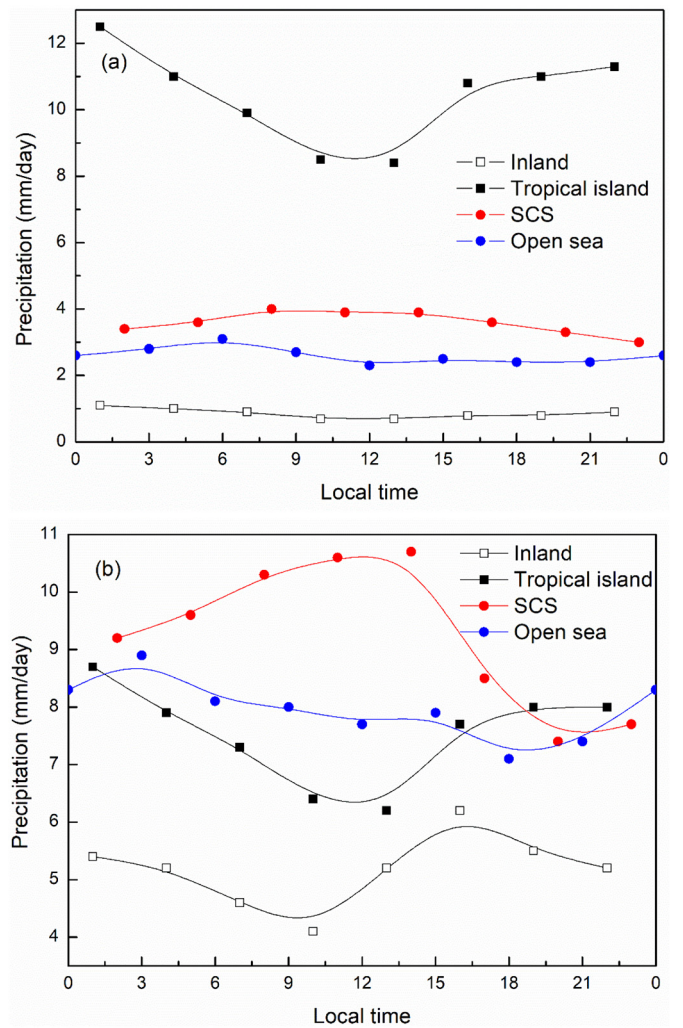 12
10
8
6
4
2
0
Precipitation (mm/day)
(a)
Inland
Tropical island
SCS
Open sea
0 3 6 9 12 15 18 21 0
Local time
11
10
9
8
7
6
5
4
Precipitation (mm/day)
(b)
Inland
Tropical island
SCS
Open sea
0 3 6 9 12 15 18 21 0
Local time